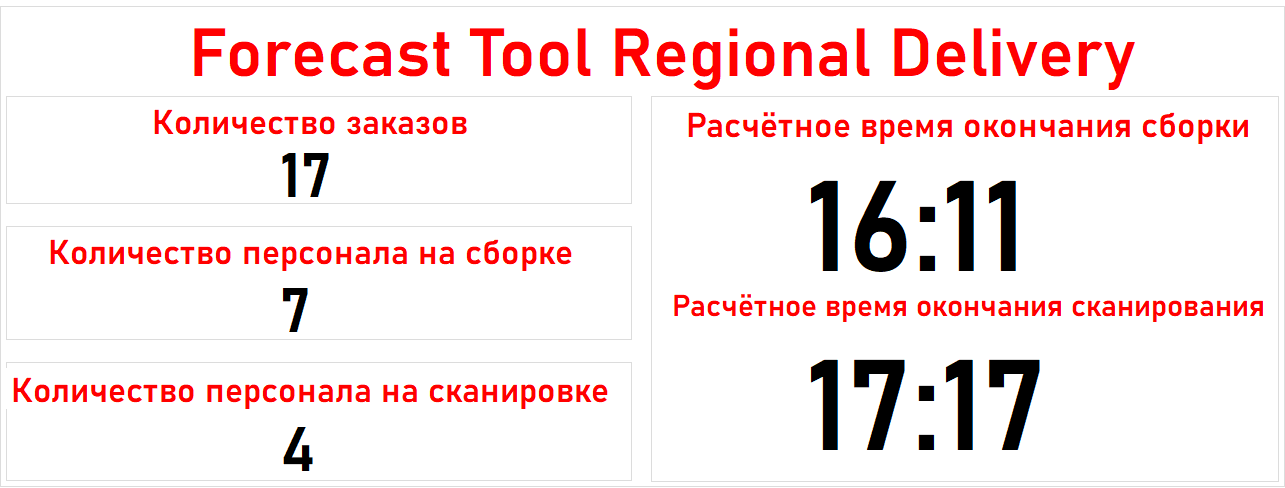 Forecast Tool Regional Delivery
Количество заказов
17
Количество персонала на сборке
7
Количество персонала на сканировке
4
Расчётное время окончания сборки
16:11
Расчётное время окончания сканирования
17:17